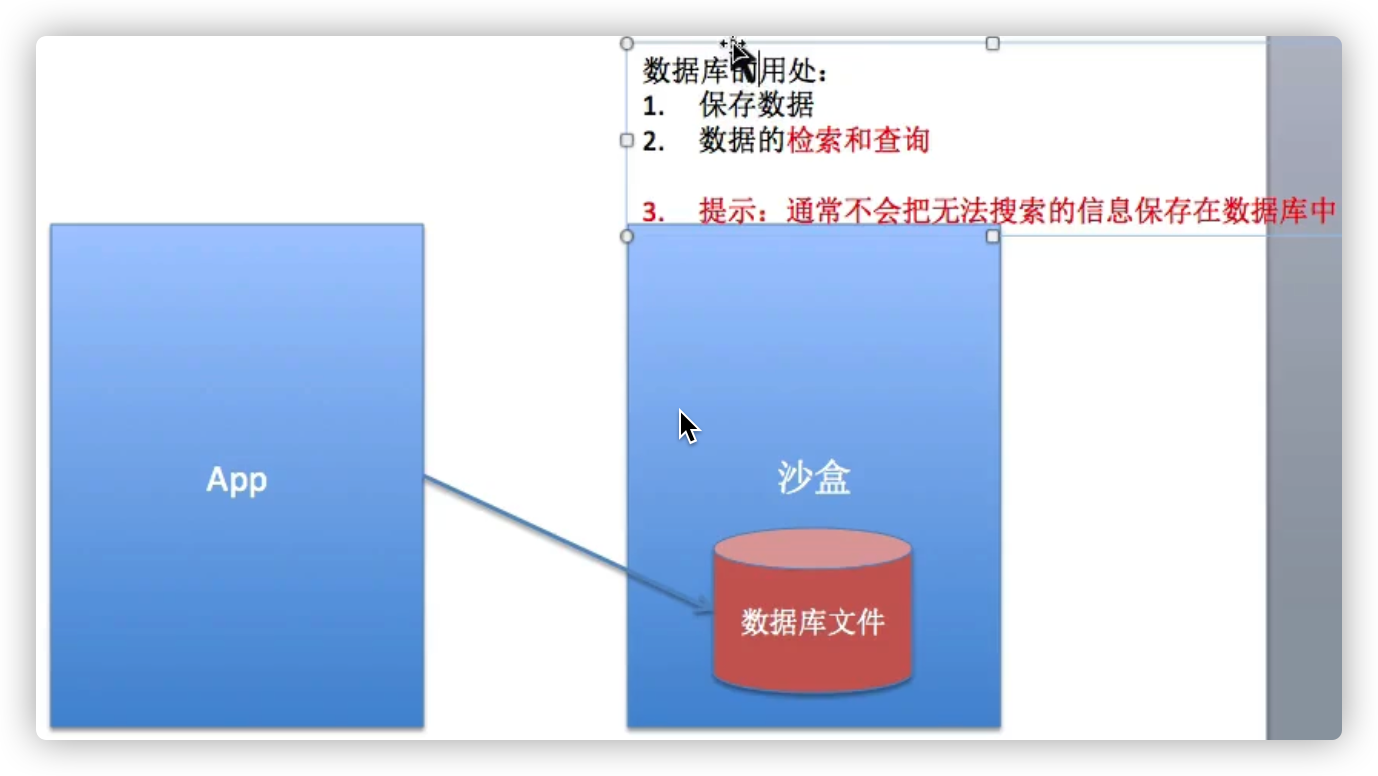 数据库的用处：
1. 保存数据
2. 数据的检索和查询
3. 提示：通常不会把无法搜索的信息保存在数据库中
App
沙盒
数据库文件